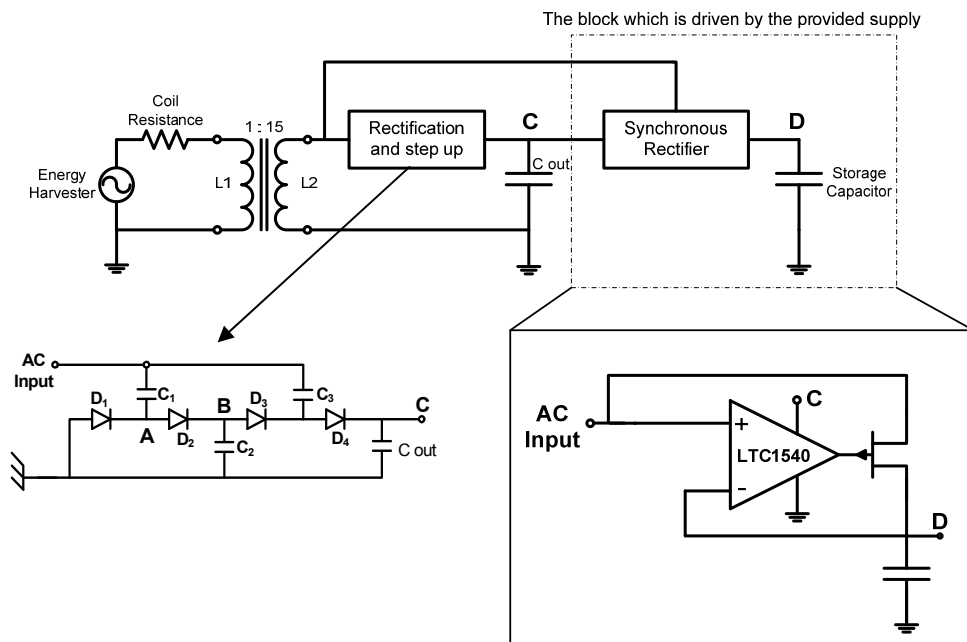 The block which is driven by the provided supply
Coil
Resistance
1 : 15
Energy
Harvester
L1
L2
Rectification
and step up
C
C out
Synchronous
Rectifier
D
Storage
Capacitor
AC
Input
D1
C1
A
D2
B
C2
D3
C3
D4
C
C out
AC
Input
+
-
LTC1540
C
D